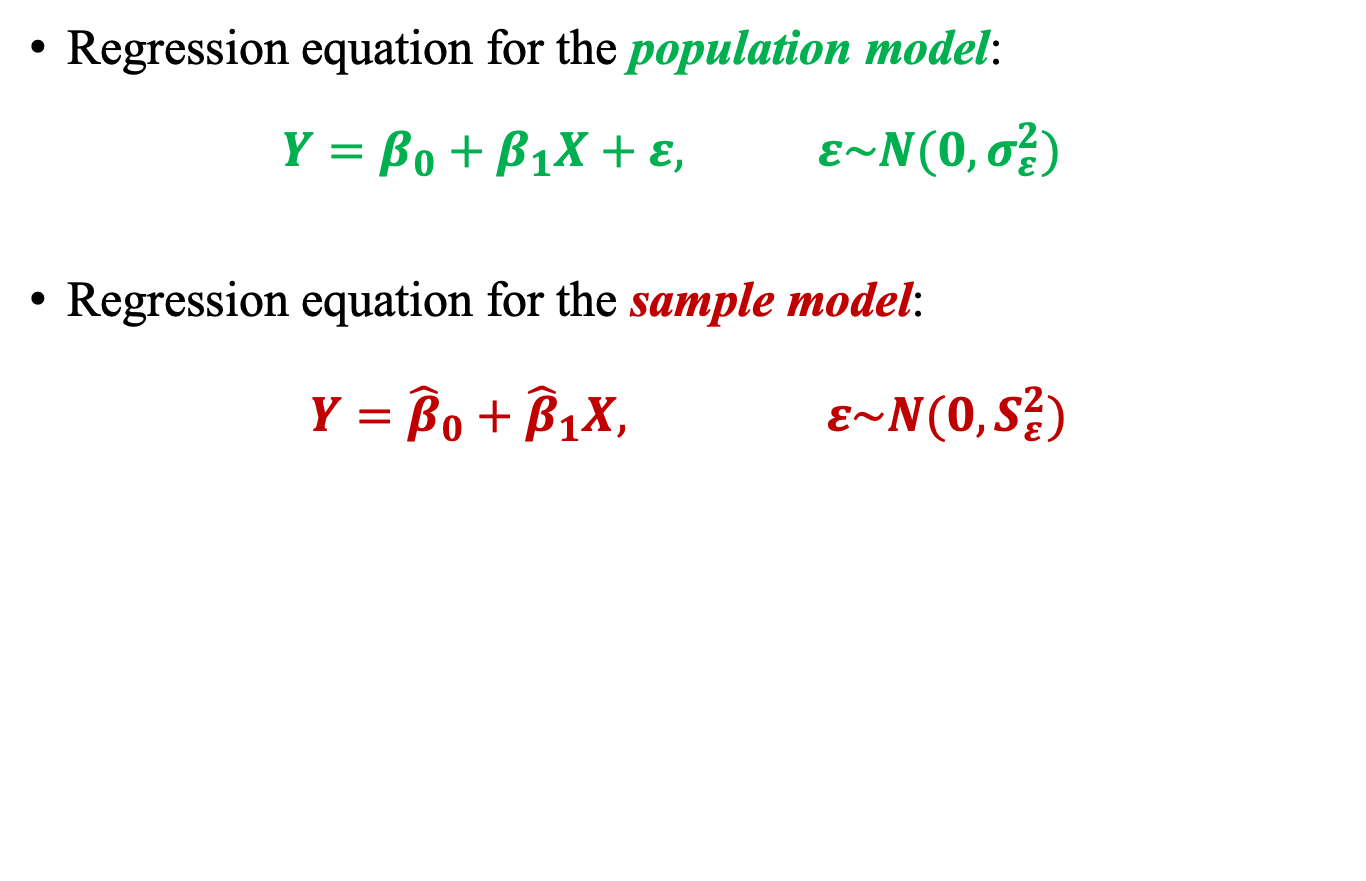 • Regression equation for the population model:
Y = β₀ + β₁X + ε, ε~N(0, σ²_ε)
• Regression equation for the sample model:
Y = β̂₀ + β̂₁X, ε~N(0, S²_ε)